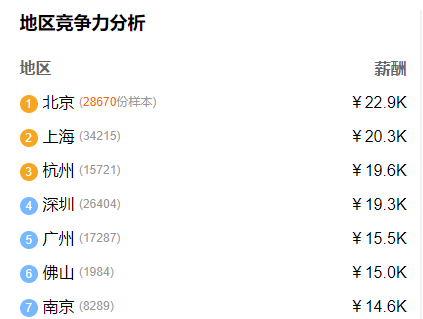 地区竞争力分析
地区 薪酬
1 北京 (28670份样本) ¥22.9K
2 上海 (34215) ¥20.3K
3 杭州 (15721) ¥19.6K
4 深圳 (26404) ¥19.3K
5 广州 (17287) ¥15.5K
6 佛山 (1984) ¥15.0K
7 南京 (8289) ¥14.6K